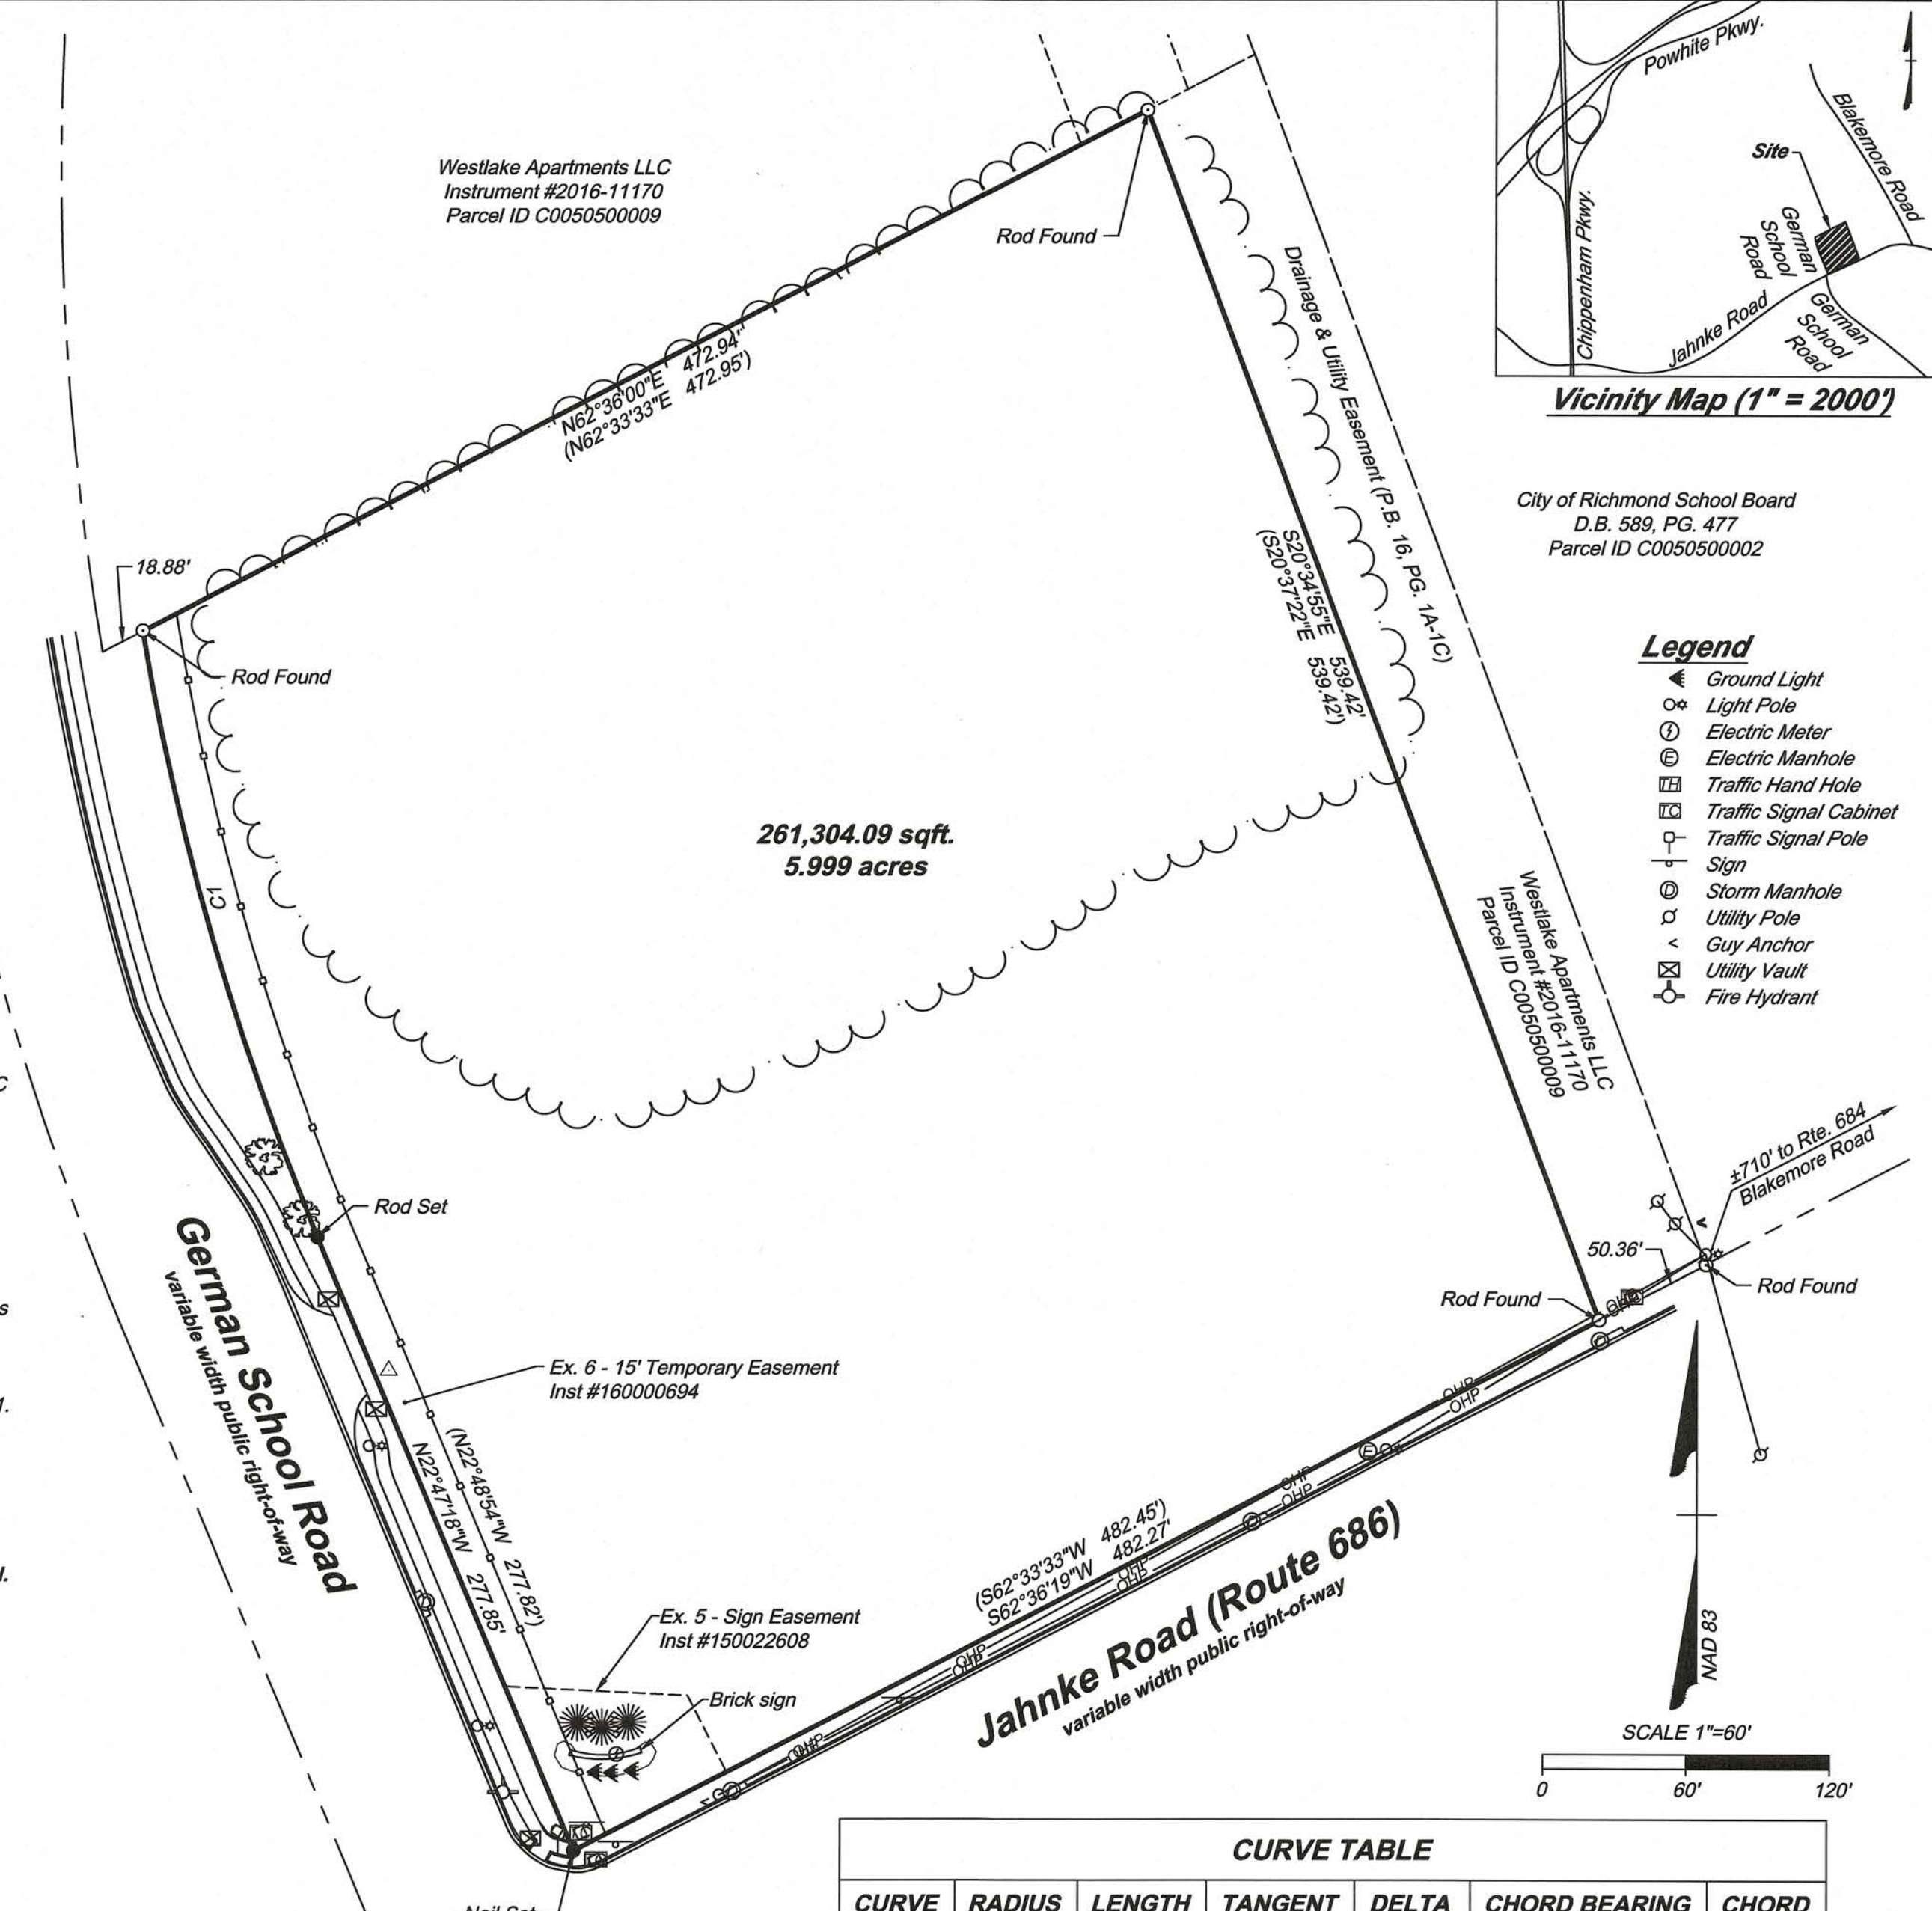 Westlake Apartments LLC
Instrument #2016-11170
Parcel ID C0050500009
Rod Found
Powhite Pkwy.
Blakemore Road
Site
German
School
Road
Chippenham Pkwy.
Jahnke Road
German
School
Road
Vicinity Map (1" = 2000')
N62°36'00"E 472.94'
(N62°33'33"E 472.95')
Drainage & Utility Easement (P.B. 16, PG. 1A-1C)
City of Richmond School Board
D.B. 589, PG. 477
Parcel ID C0050500002
18.88'
Rod Found
S20°34'55"E 539.42'
(S20°37'22"E 539.42')
Legend
Ground Light
Light Pole
Electric Meter
E Electric Manhole
TH Traffic Hand Hole
TC Traffic Signal Cabinet
Traffic Signal Pole
Sign
D Storm Manhole
Utility Pole
Guy Anchor
Utility Vault
Fire Hydrant
261,304.09 sqft.
5.999 acres
C1
Westlake Apartments LLC
Instrument #2016-11170
Parcel ID C0050500009
±710' to Rte. 684
Blakemore Road
Rod Set
50.36'
Rod Found
Rod Found
German School Road
variable width public right-of-way
Ex. 6 - 15' Temporary Easement
Inst #160000694
(N22°48'54"W 277.82')
N22°47'18"W 277.85'
OHP
OHP
E
OHP
OHP
(S62°33'33"W 482.45')
S62°36'19"W 482.27'
OHP
OHP
Jahnke Road (Route 686)
variable width public right-of-way
Ex. 5 - Sign Easement
Inst #150022608
Brick sign
OHP
OHP
NAD 83
SCALE 1"=60'
0 60' 120'
CURVE TABLE
CURVE RADIUS LENGTH TANGENT DELTA CHORD BEARING CHORD